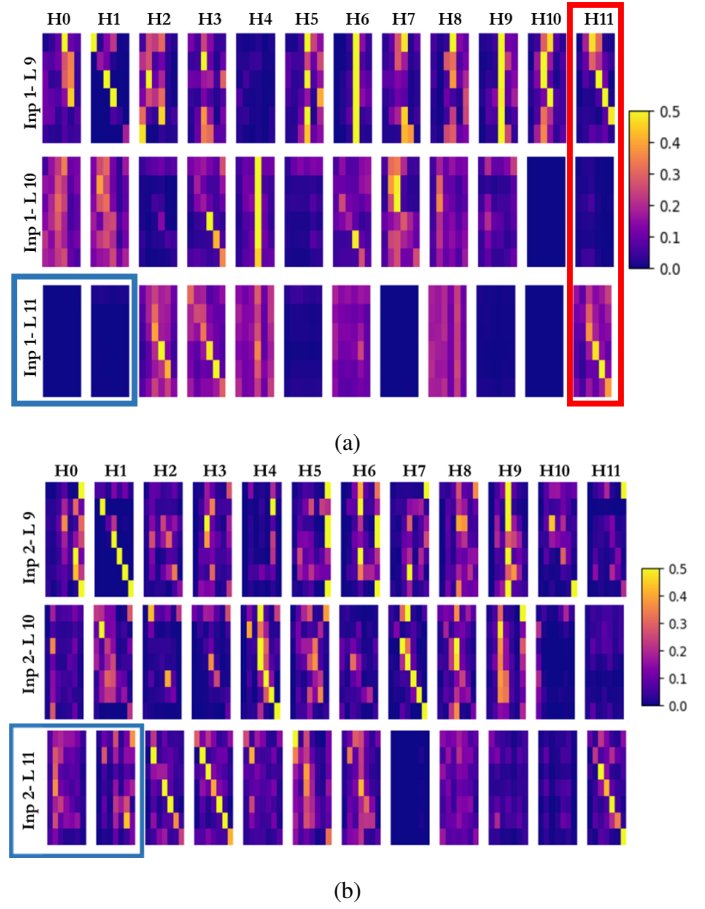 H0 H1 H2 H3 H4 H5 H6 H7 H8 H9 H10 H11
Inp 1- L 9
0.5
0.4
0.3
0.2
0.1
0.0
Inp 1- L 10
Inp 1- L 11
(a)
H0 H1 H2 H3 H4 H5 H6 H7 H8 H9 H10 H11
Inp 2- L 9
0.5
0.4
0.3
0.2
0.1
0.0
Inp 2- L 10
Inp 2- L 11
(b)